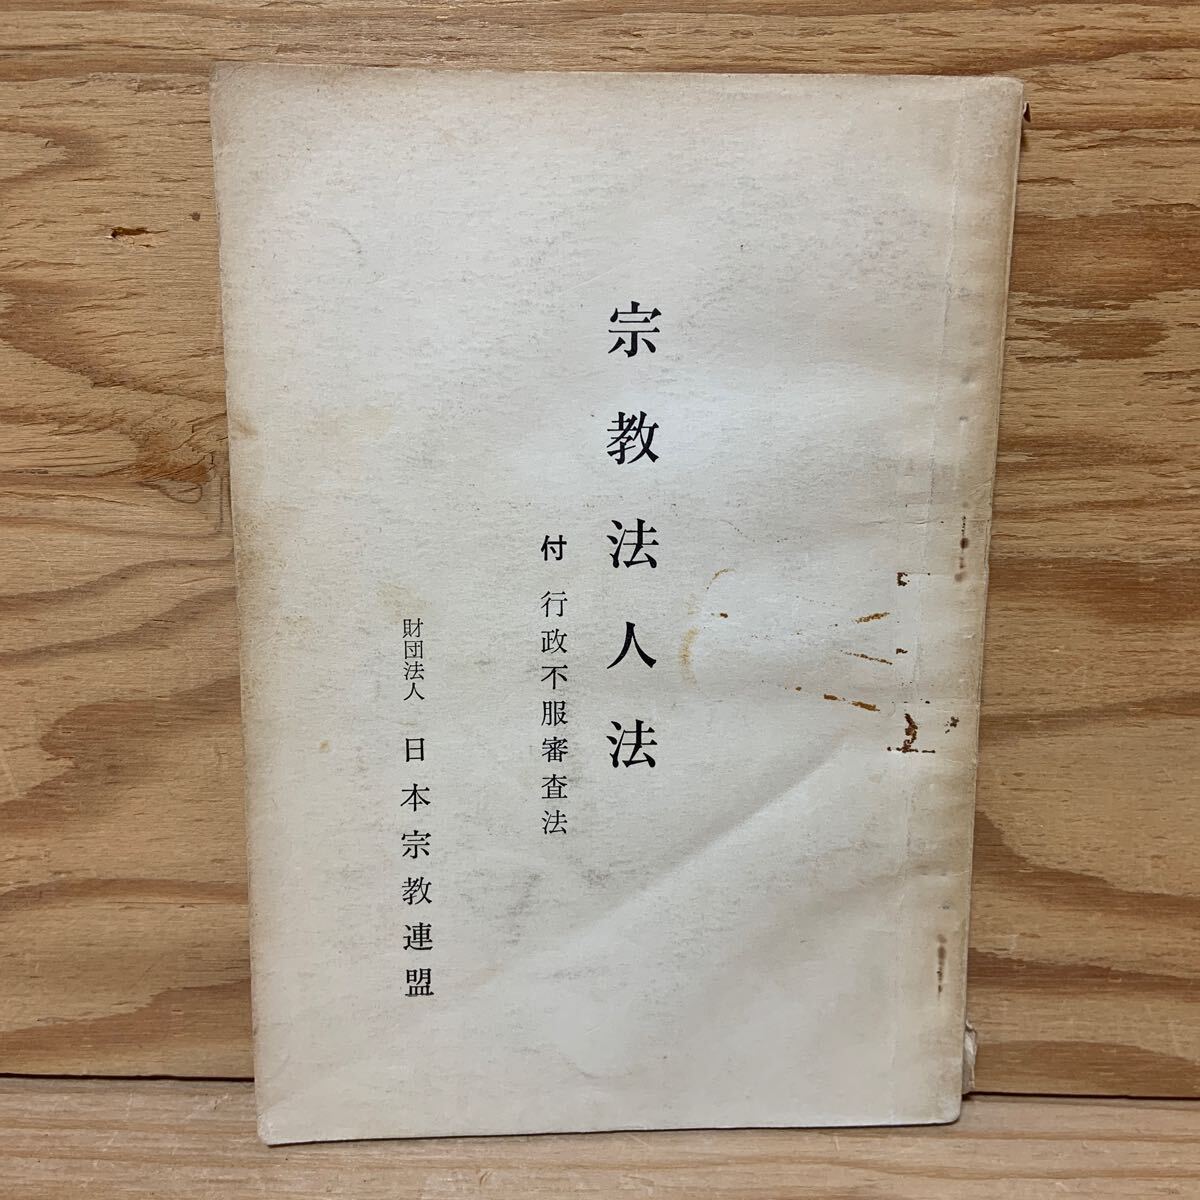 宗教法人法
付 行政不服審査法
財団法人 日本宗教連盟